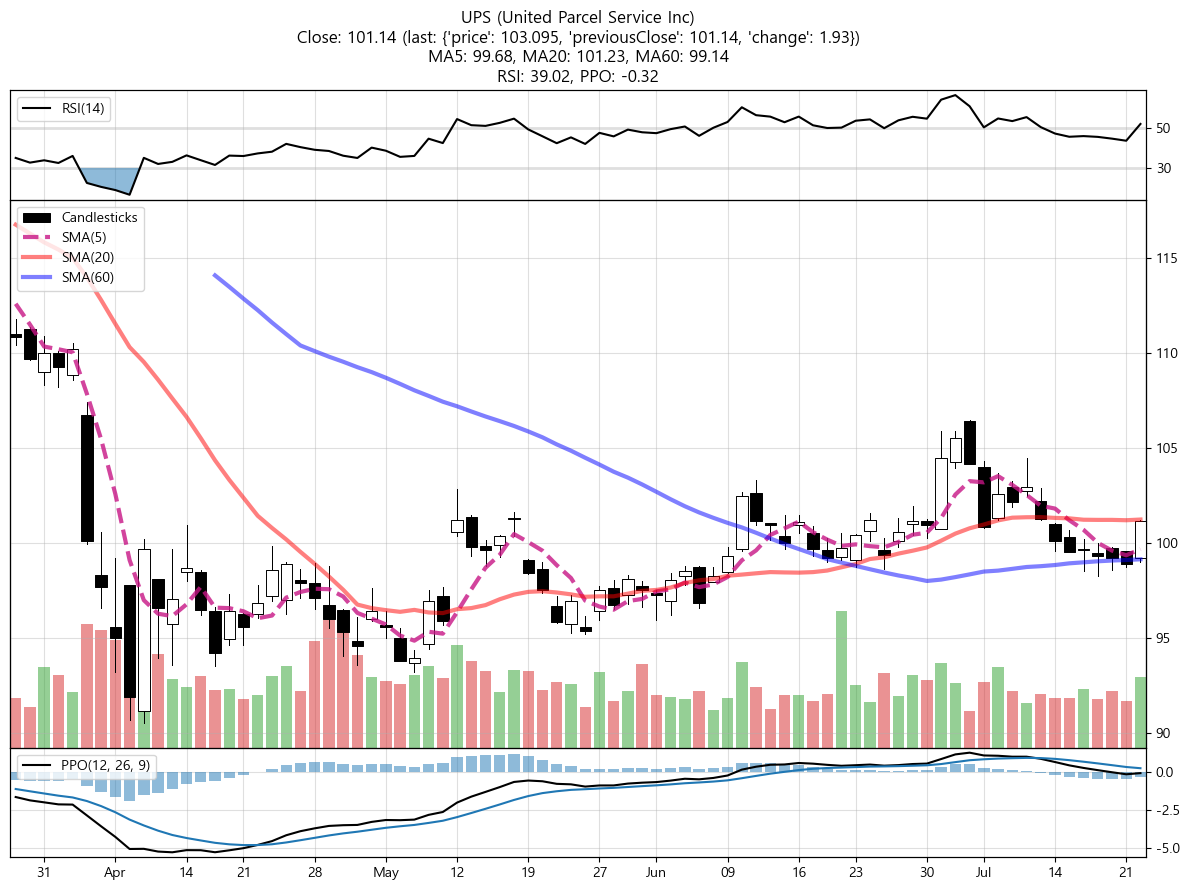 UPS (United Parcel Service Inc)
Close: 101.14 (last: {'price': 103.095, 'previousClose': 101.14, 'change': 1.93})
MA5: 99.68, MA20: 101.23, MA60: 99.14
RSI: 39.02, PPO: -0.32
RSI(14)
50
30
Candlesticks
SMA(5)
SMA(20)
SMA(60)
115
110
105
100
95
90
PPO(12, 26, 9)
0.0
-2.5
-5.0
31 Apr 14 21 28 May 12 19 27 Jun 09 16 23 30 Jul 14 21